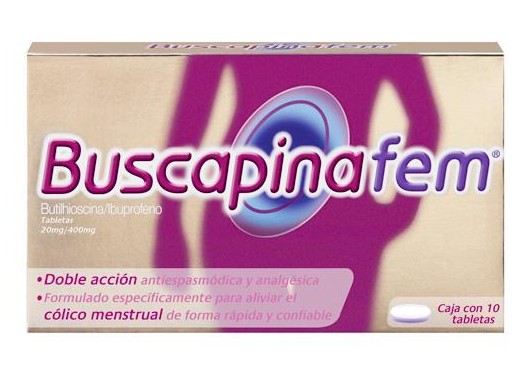 Buscapinafem
Buscapinafem®
Butilhioscina/Ibuprofeno
Tabletas
20mg/400mg
•Doble acción antiespasmódica y analgésica
•Formulado específicamente para aliviar el
cólico menstrual de forma rápida y confiable
Caja con 10
tabletas